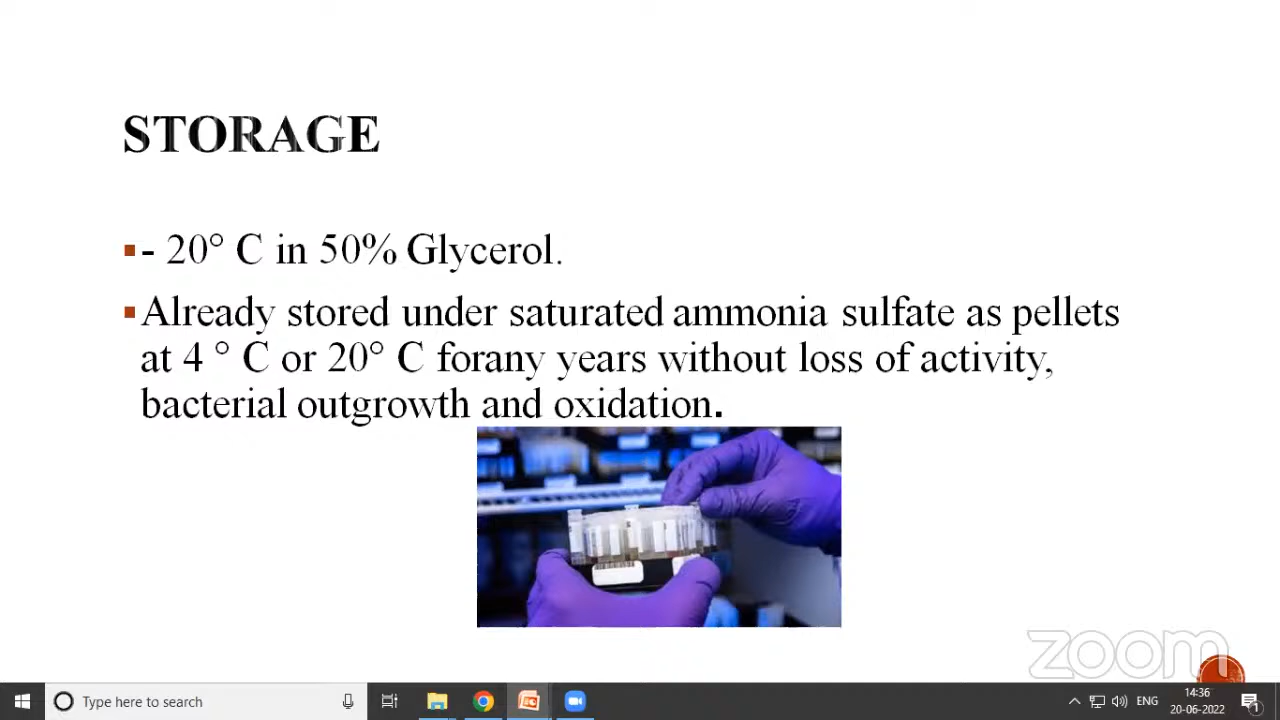 STORAGE
- 20° C in 50% Glycerol.
Already stored under saturated ammonia sulfate as pellets
at 4 ° C or 20° C forany years without loss of activity,
bacterial outgrowth and oxidation.
zoom
Type here to search
ENG
14:36
20-06-2022
1